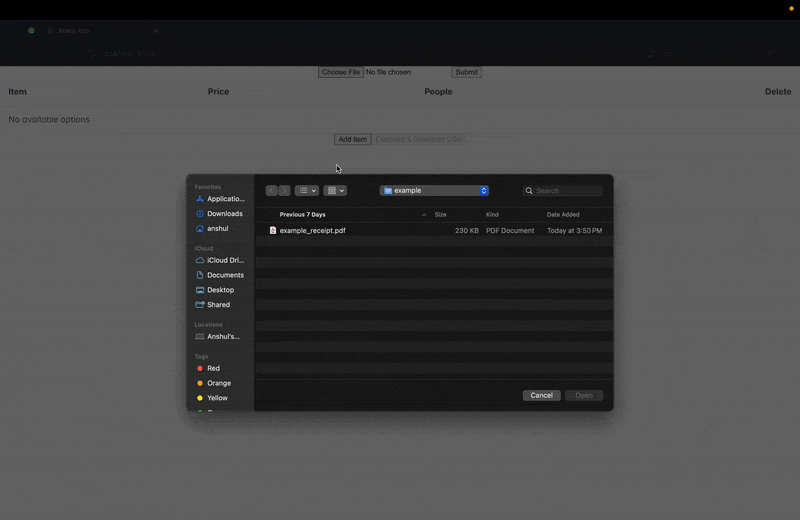 React App
Choose File No file chosen Submit
Item Price People Delete
No available options
Add item
Favorites
Applicatio...
Downloads
anshul
iCloud
iCloud Dri...
Documents
Desktop
Shared
Locations
Anshul's...
Tags
Red
Orange
Yellow
example
Search
Previous 7 Days Size Kind Date Added
example_receipt.pdf 230 KB PDF Document Today at 3:50 PM
Cancel Open